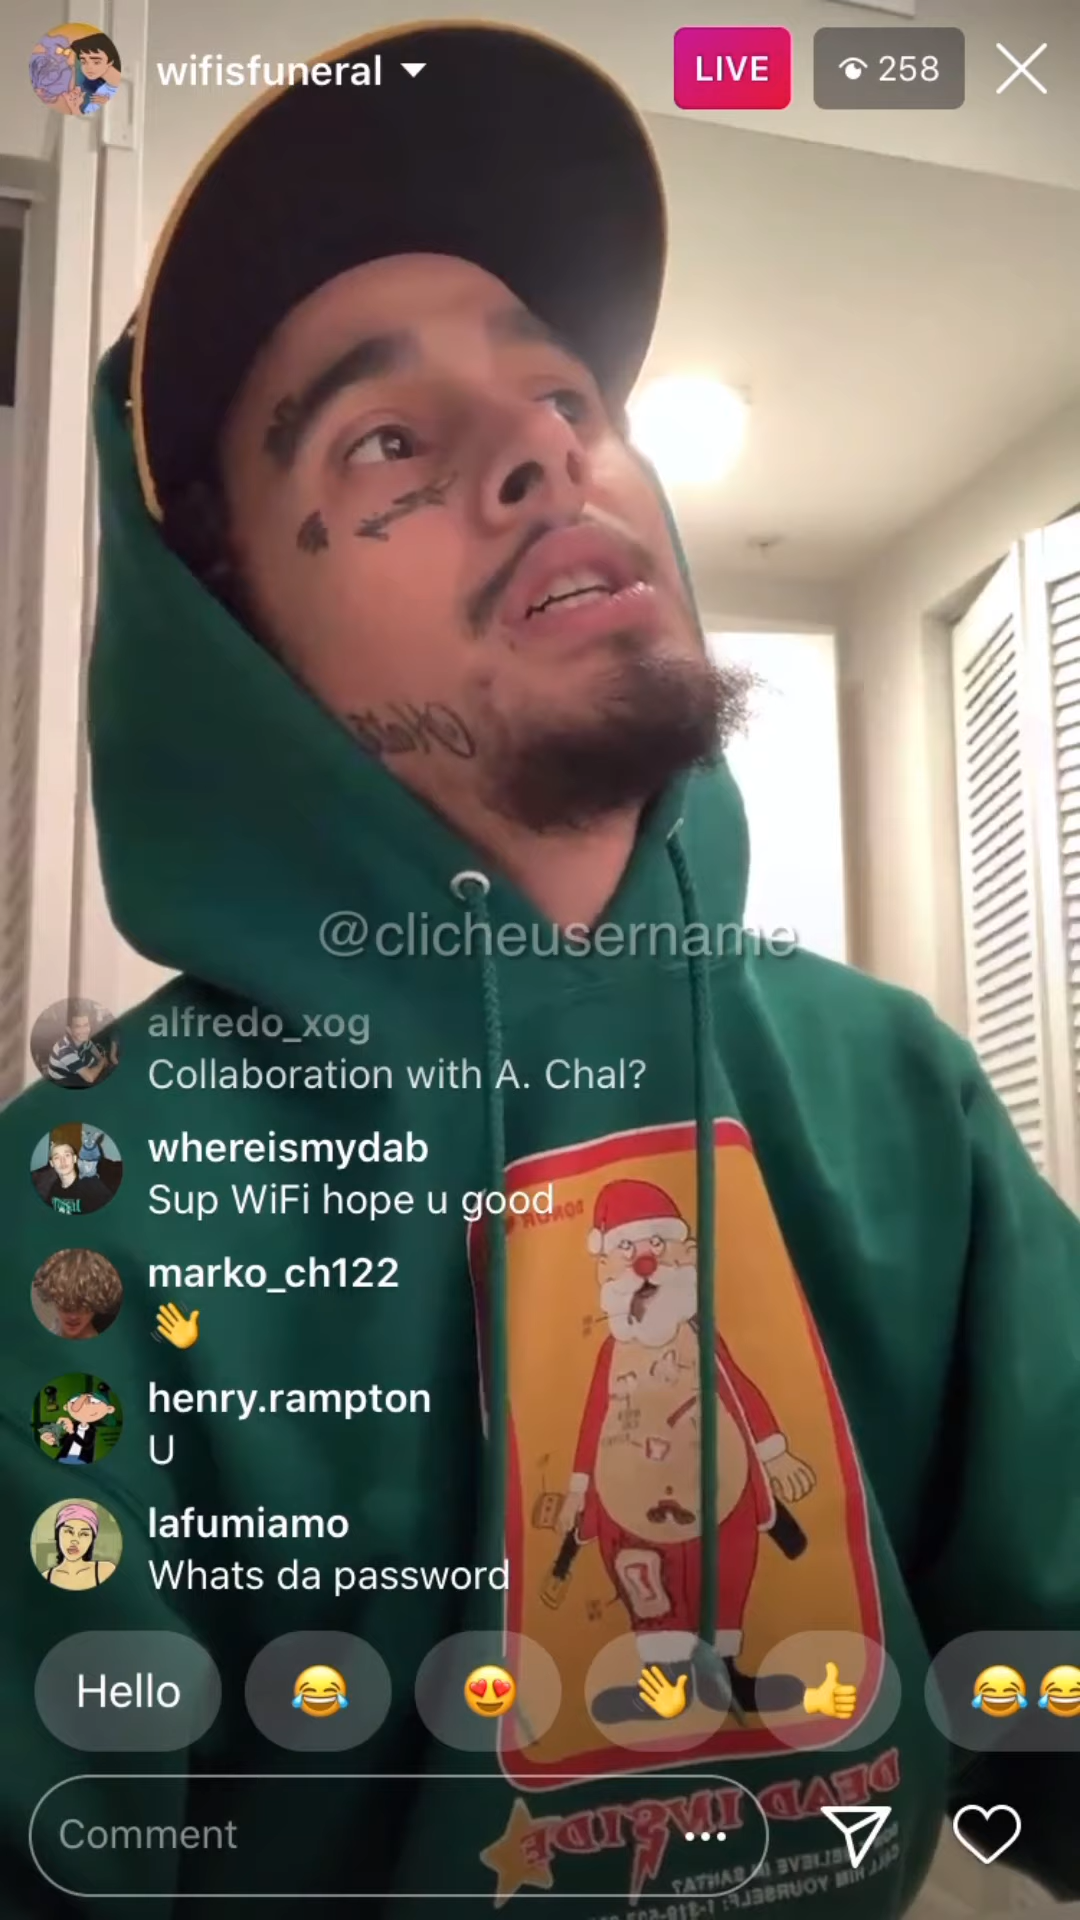 wifisfuneral
LIVE
258
@clicheusername
alfredo_xog
Collaboration with A. Chal?
whereismydab
Sup WiFi hope u good
marko_ch122
👋
henry.rampton
U
lafumiamo
Whats da password
Hello
😂
😍
👋
👍
😂😂
Comment
DEAD INSIDE